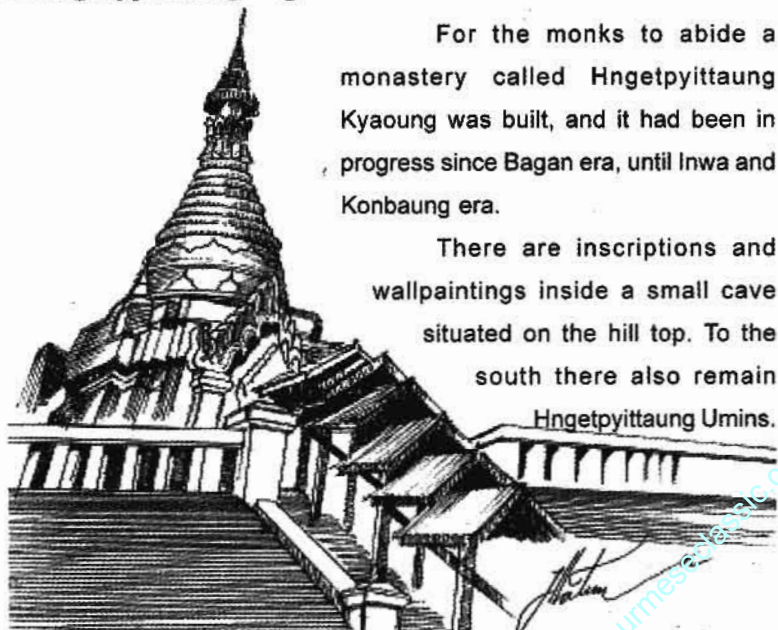 For the monks to abide a
monastery called Hngetpyittaung
Kyaoung was built, and it had been in
progress since Bagan era, until Inwa and
Konbaung era.
There are inscriptions and
wallpaintings inside a small cave
situated on the hill top. To the
south there also remain
Hngetpyittaung Umins.